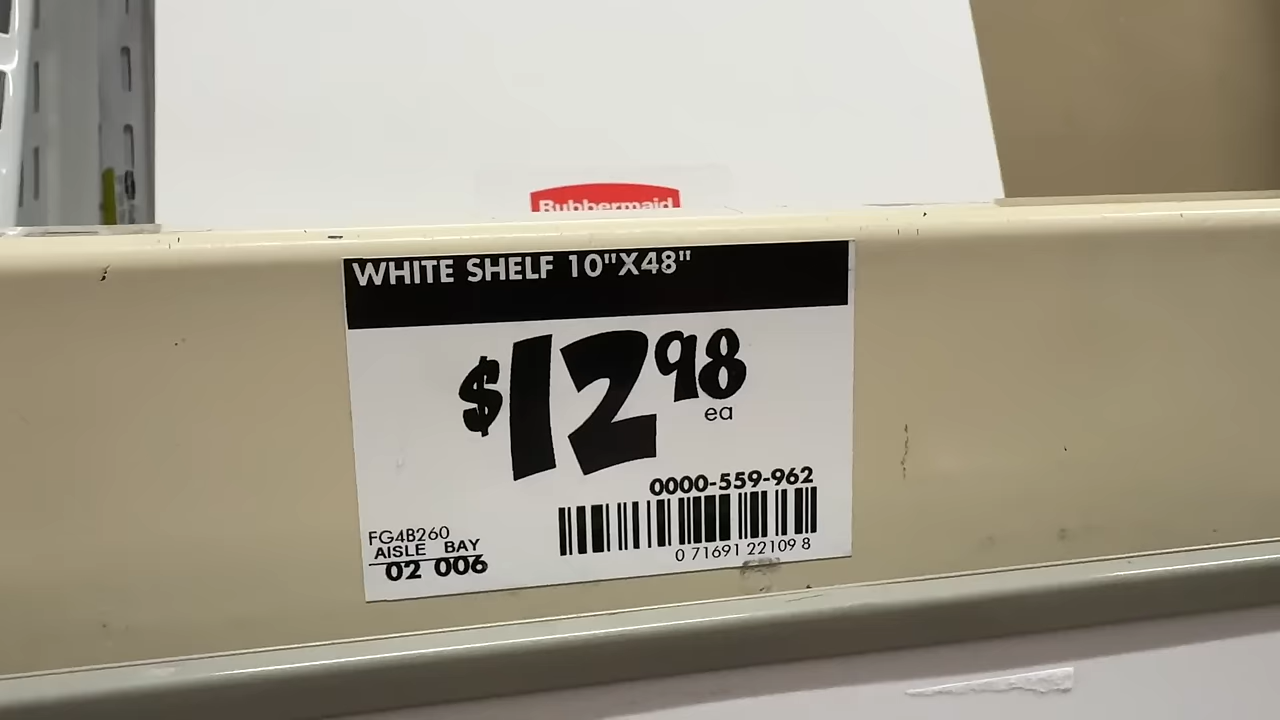 Rubbermaid
WHITE SHELF 10"X48"
$12 98
ea
0000-559-962
FG4B260
AISLE BAY
02 006
0 71691 22109 8